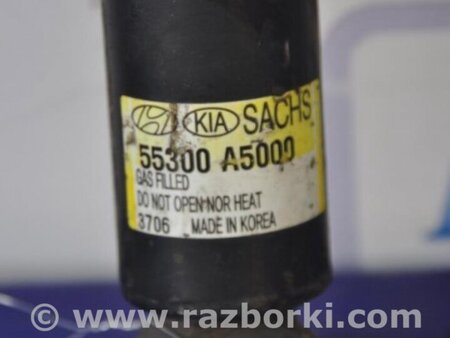 KIA SACHS
55300 A5000
GAS FILLED
DO NOT OPEN NOR HEAT
3706 MADE IN KOREA
© www.razborki.com